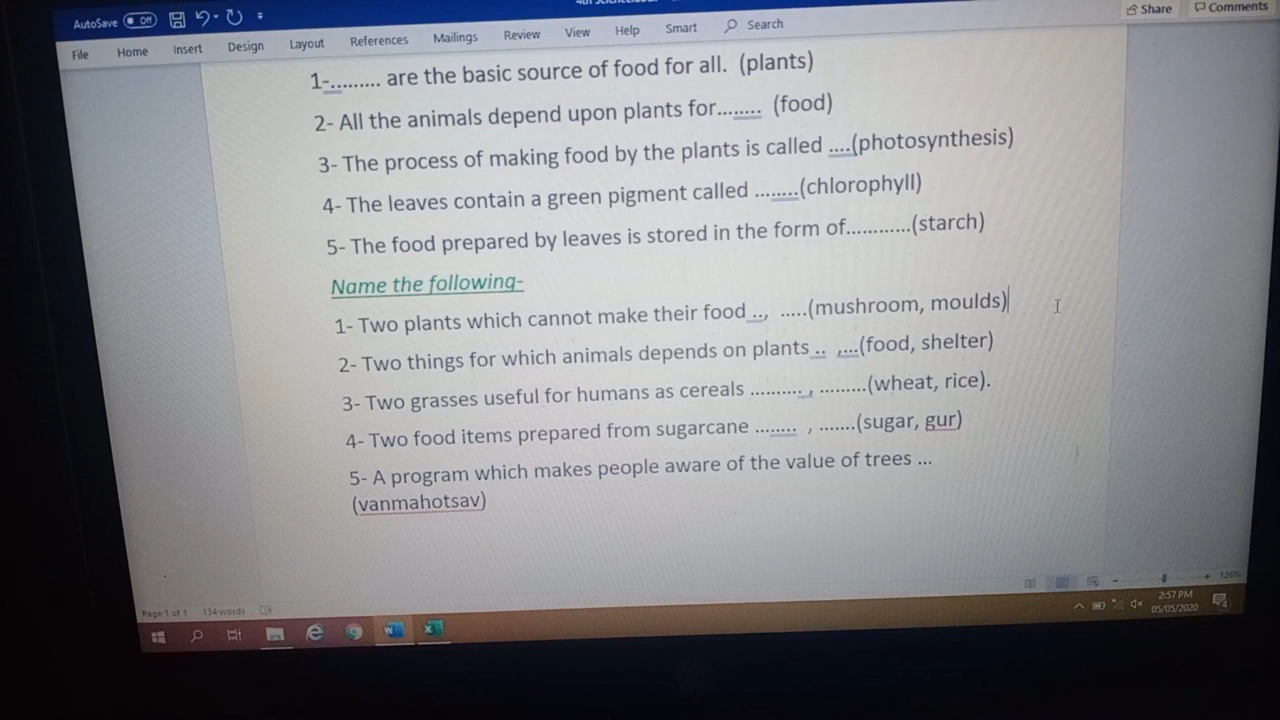 AutoSave Off
Share Comments
File Home Insert Design Layout References Mailings Review View Help Smart Search
1-......... are the basic source of food for all. (plants)
2- All the animals depend upon plants for........ (food)
3- The process of making food by the plants is called ....(photosynthesis)
4- The leaves contain a green pigment called ........(chlorophyll)
5- The food prepared by leaves is stored in the form of............(starch)
Name the following-
1- Two plants which cannot make their food .., .....(mushroom, moulds)
2- Two things for which animals depends on plants .. ,...(food, shelter)
3- Two grasses useful for humans as cereals .......... , .........(wheat, rice).
4- Two food items prepared from sugarcane ........ , .......(sugar, gur)
5- A program which makes people aware of the value of trees ...
(vanmahotsav)
Page 1 of 1 134 words
126%
2:57 PM
05/05/2020